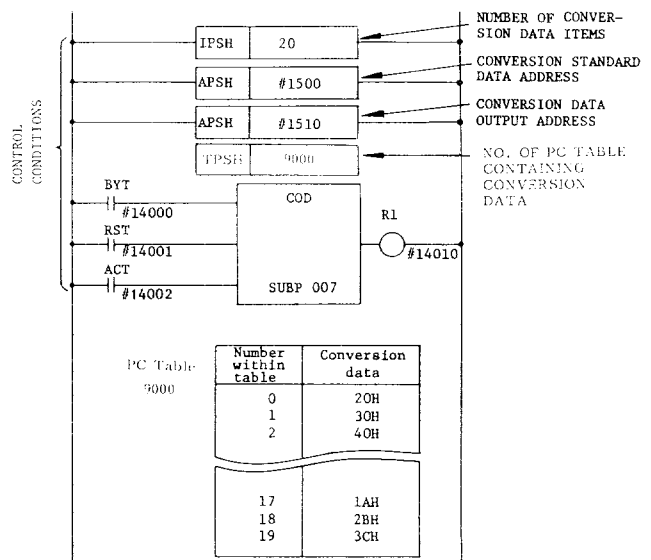 NUMBER OF CONVER-
SION DATA ITEMS
IPSH 20
CONVERSION STANDARD
DATA ADDRESS
APSH #1500
CONVERSION DATA
OUTPUT ADDRESS
APSH #1510
CONTROL
CONDITIONS
TPSH 9000
NO. OF PC TABLE
CONTAINING
CONVERSION
DATA
BYT
#14000
COD
RST
#14001
R1
#14010
ACT
#14002
SUBP 007
PC Table
9000
Number
within
table
Conversion
data
0 20H
1 30H
2 40H
17 1AH
18 2BH
19 3CH